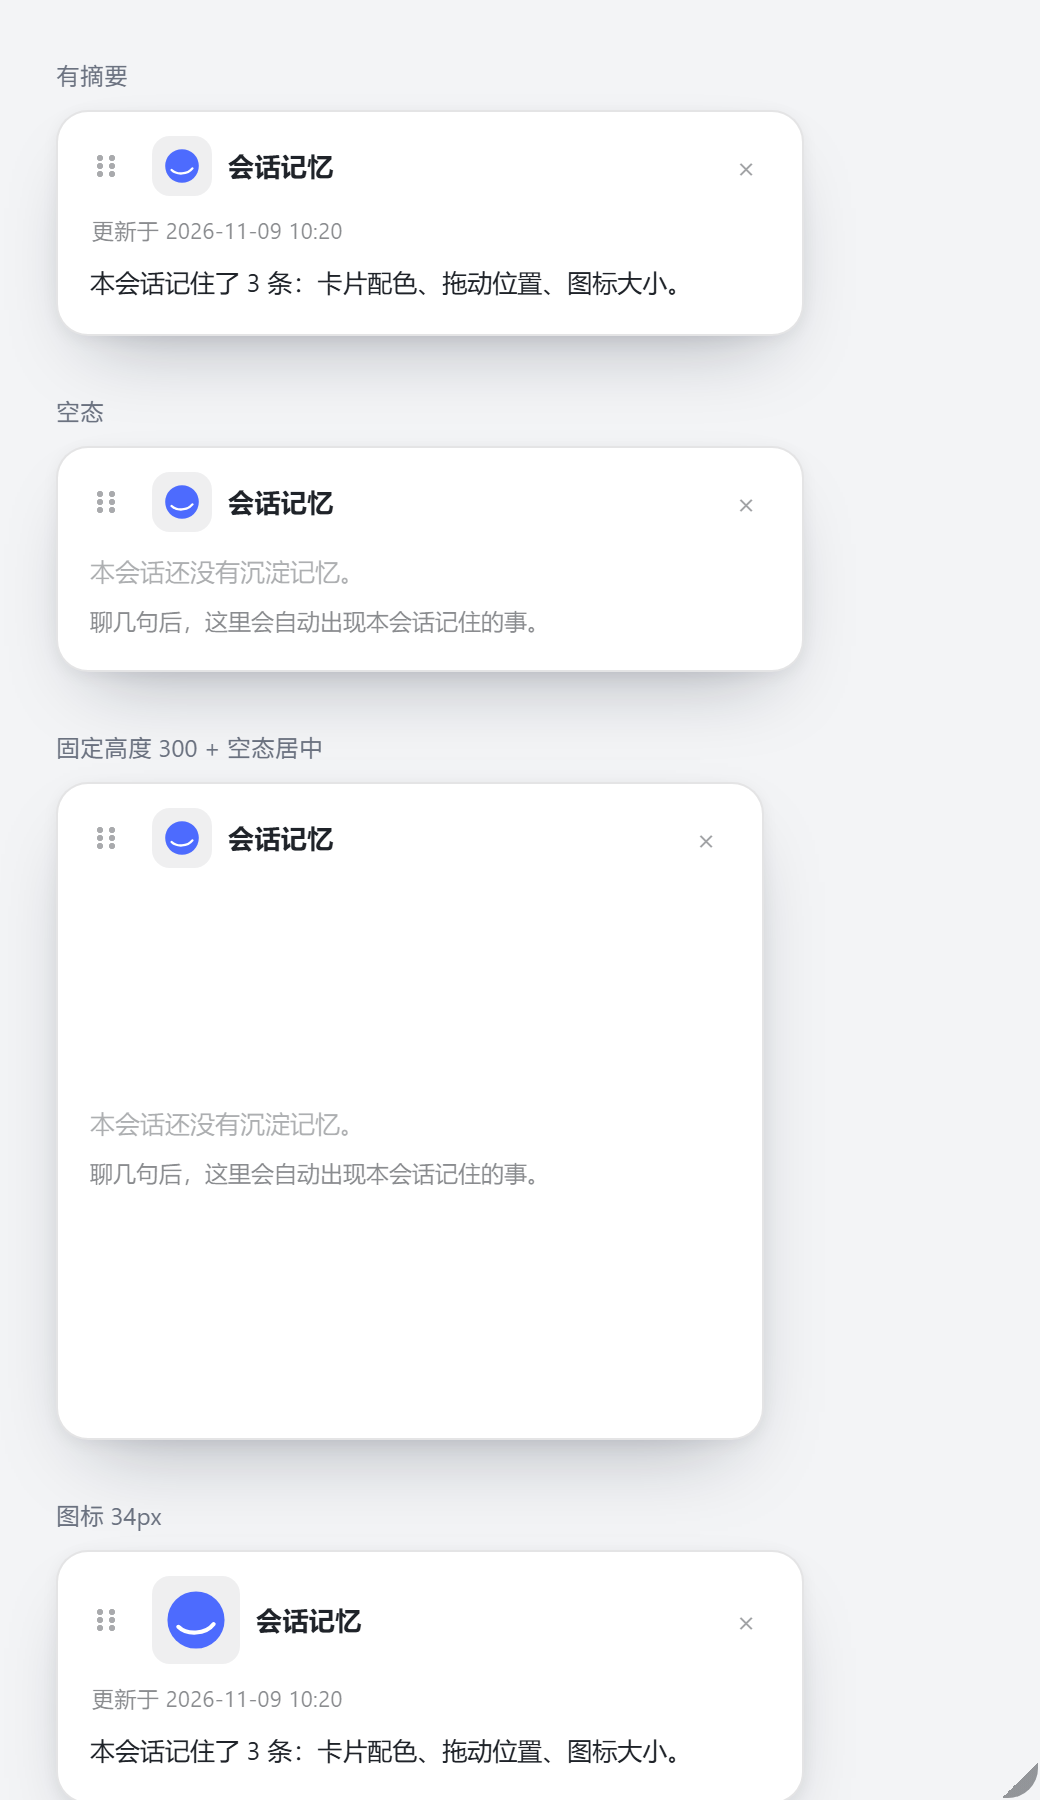 有摘要
会话记忆
×
更新于 2026-11-09 10:20
本会话记住了 3 条：卡片配色、拖动位置、图标大小。
空态
会话记忆
×
本会话还没有沉淀记忆。
聊几句后，这里会自动出现本会话记住的事。
固定高度 300 + 空态居中
会话记忆
×
本会话还没有沉淀记忆。
聊几句后，这里会自动出现本会话记住的事。
图标 34px
会话记忆
×
更新于 2026-11-09 10:20
本会话记住了 3 条：卡片配色、拖动位置、图标大小。